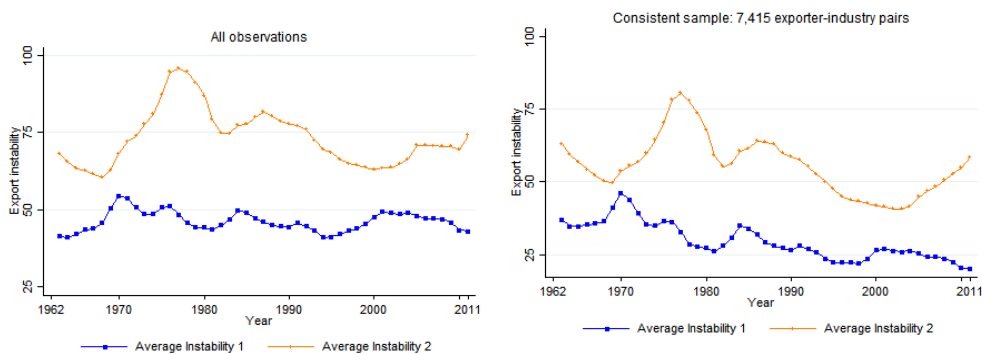 All observations
100
75
50
25
Export instability
1962
1970
1980
1990
2000
2011
Year
Average Instability 1
Average Instability 2
Consistent sample: 7,415 exporter-industry pairs
100
75
50
25
Export instability
1962
1970
1980
1990
2000
2011
Year
Average Instability 1
Average Instability 2